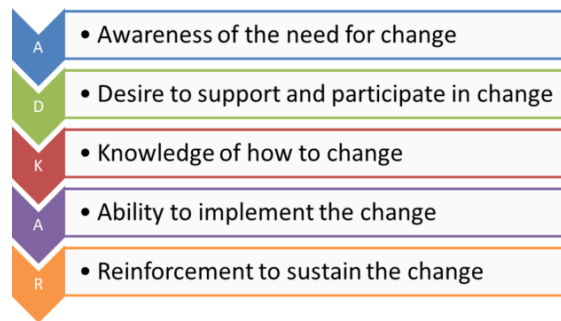 A
• Awareness of the need for change
D
• Desire to support and participate in change
K
• Knowledge of how to change
A
• Ability to implement the change
R
• Reinforcement to sustain the change